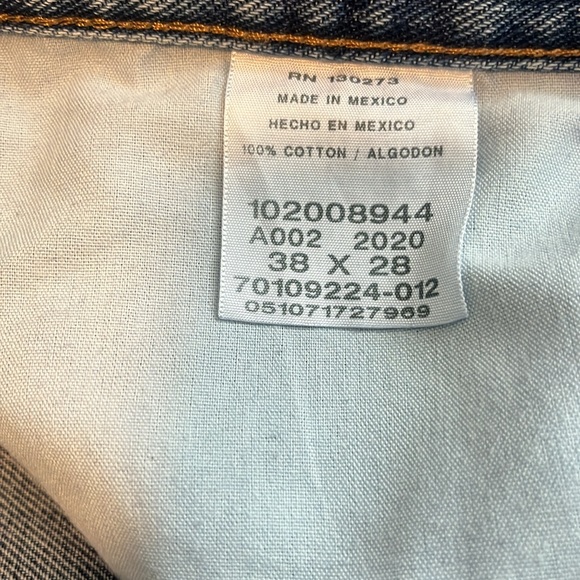 RN 130273
MADE IN MEXICO
HECHO EN MEXICO
100% COTTON / ALGODON
102008944
A002 2020
38 X 28
70109224-012
051071727969